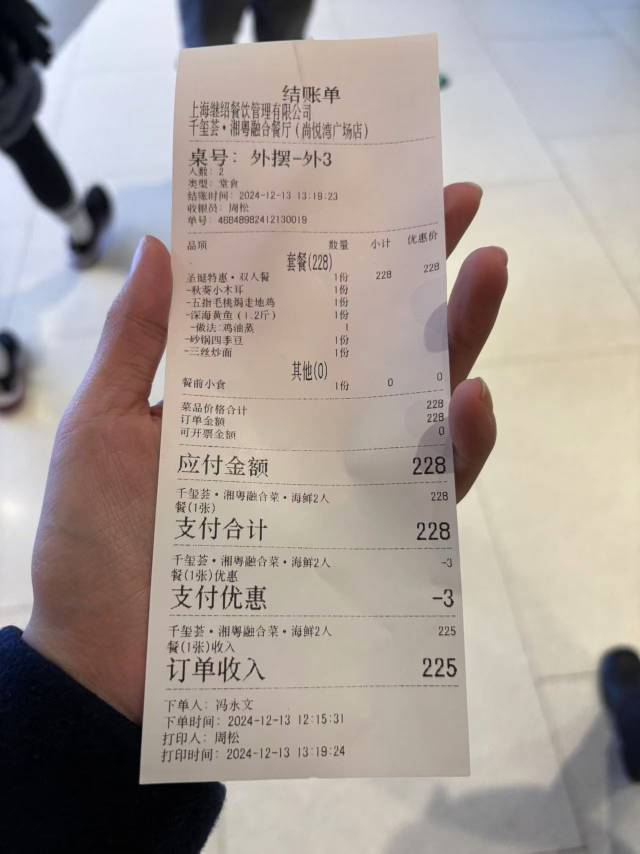 结账单
上海继绍餐饮管理有限公司
千玺荟·湘粤融合餐厅(尚悦湾广场店)
桌号: 外摆-外3
人数: 2
类型: 堂食
结账时间: 2024-12-13 13:19:23
收银员: 周松
单号: 46848982412130019
品项 数量 小计 优惠价
套餐(228)
圣诞特惠·双人餐 1份 228 228
-秋葵小木耳 1份
-五指毛桃焗走地鸡 1份
-深海黄鱼(1.2斤) 1份
-做法:鸡油蒸 1
-砂锅四季豆 1份
-三丝炒面 1份
其他(0)
餐前小食 1份 0 0
菜品价格合计 228
订单金额 228
可开票金额 0
应付金额 228
千玺荟·湘粤融合菜·海鲜2人 228
餐(1张)
支付合计 228
千玺荟·湘粤融合菜·海鲜2人 -3
餐(1张)优惠
支付优惠 -3
千玺荟·湘粤融合菜·海鲜2人 225
餐(1张)收入
订单收入 225
下单人: 冯永文
下单时间: 2024-12-13 12:15:31
打印人: 周松
打印时间: 2024-12-13 13:19:24